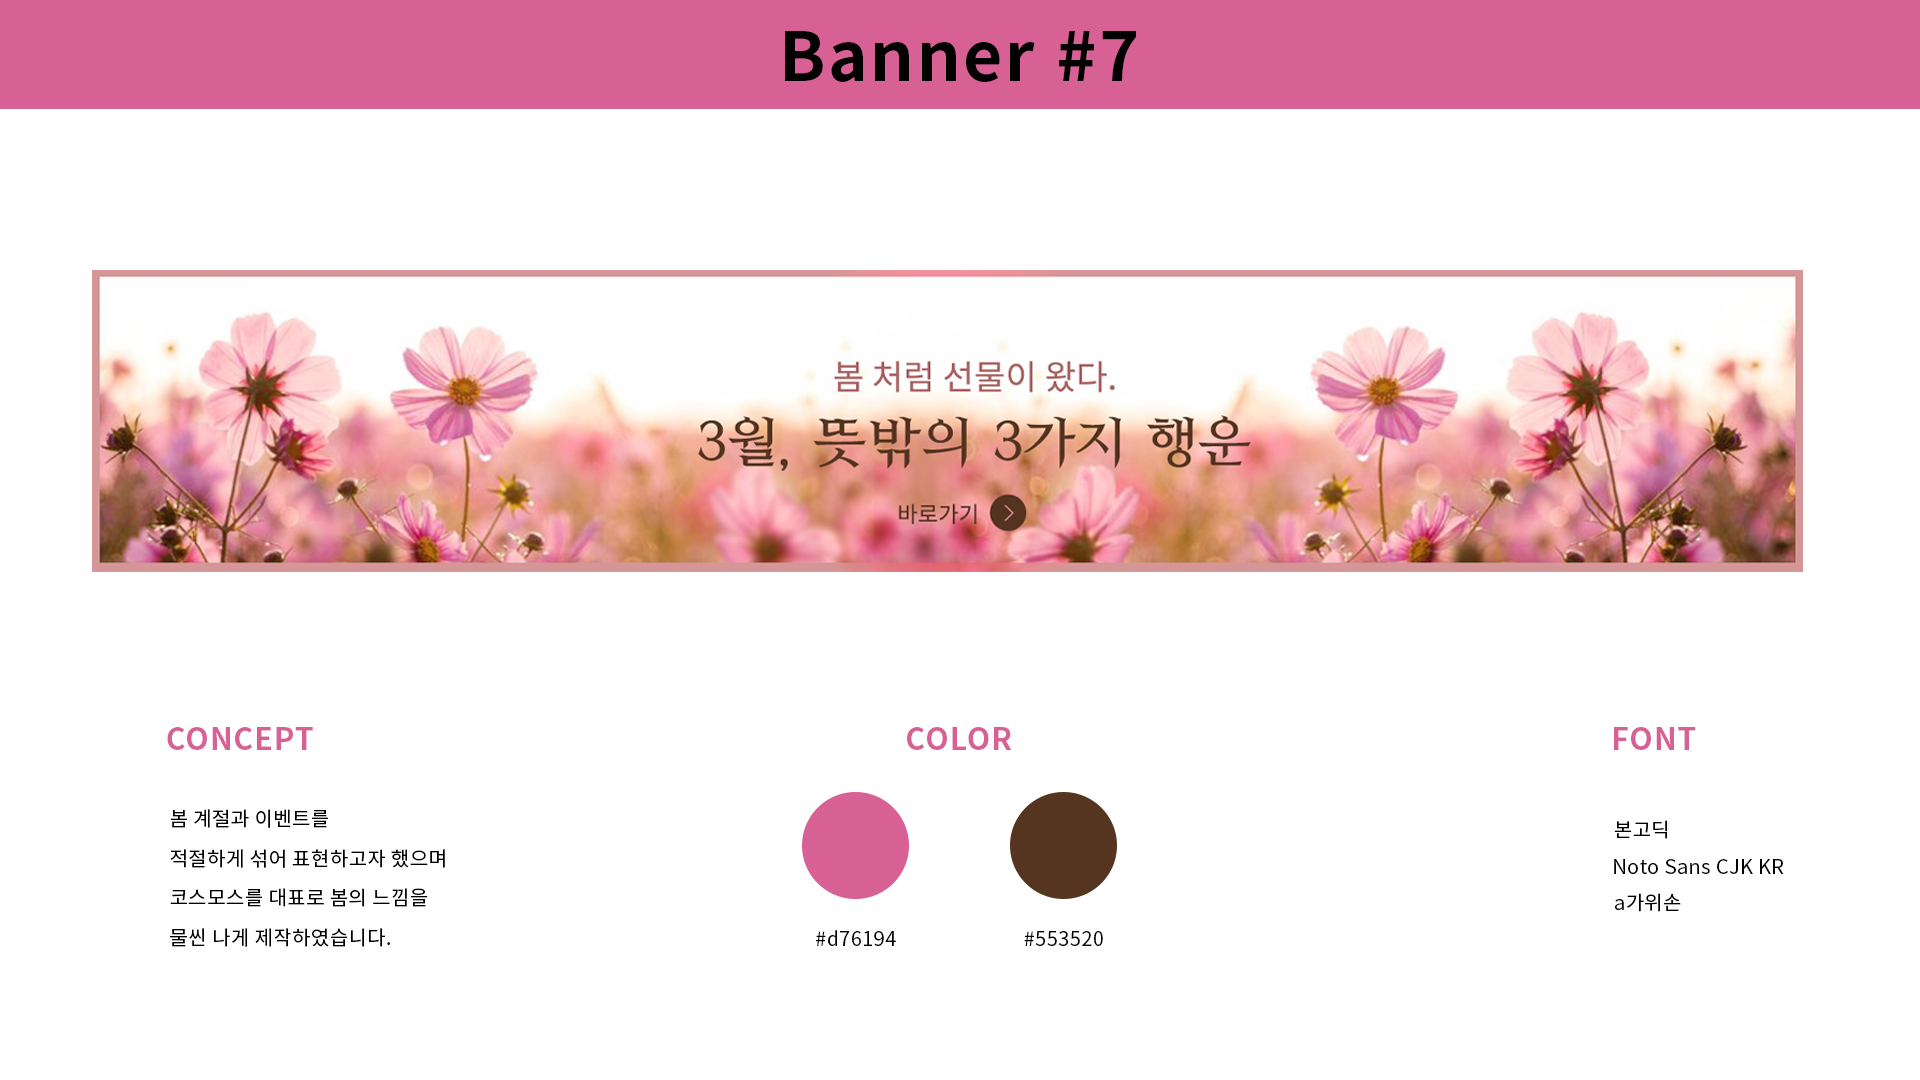 Banner #7
봄 처럼 선물이 왔다.
3월, 뜻밖의 3가지 행운
바로가기
CONCEPT
봄 계절과 이벤트를
적절하게 섞어 표현하고자 했으며
코스모스를 대표로 봄의 느낌을
물씬 나게 제작하였습니다.
COLOR
#d76194
#553520
FONT
본고딕
Noto Sans CJK KR
a가위손